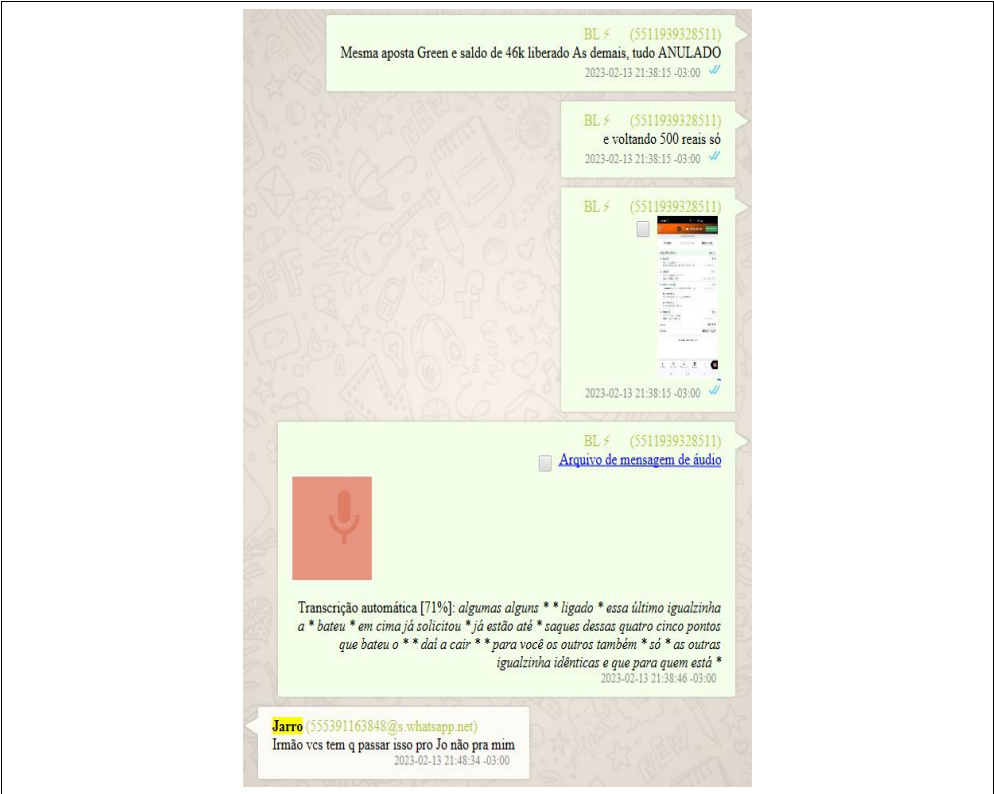 BL ⚡ (5511939328511)
Mesma aposta Green e saldo de 46k liberado As demais, tudo ANULADO
2023-02-13 21:38:15 -03:00
BL ⚡ (5511939328511)
e voltando 500 reais só
2023-02-13 21:38:15 -03:00
BL ⚡ (5511939328511)
2023-02-13 21:38:15 -03:00
BL ⚡ (5511939328511)
Arquivo de mensagem de áudio
Transcrição automática [71%]: algumas alguns * * ligado * essa último igualzinha
a * bateu * em cima já solicitou * já estão até * saques dessas quatro cinco pontos
que bateu o * * daí a cair * * para você os outros também * só * as outras
igualzinha idênticas e que para quem está *
2023-02-13 21:38:46 -03:00
Jarro (555391163848@s.whatsapp.net)
Irmão vcs tem q passar isso pro Jo não pra mim
2023-02-13 21:48:34 -03:00